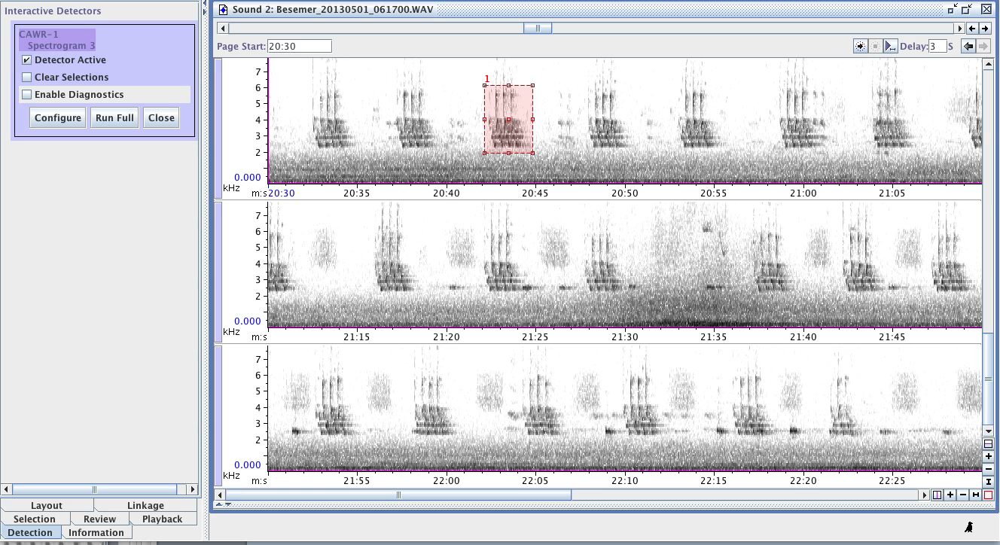 Interactive Detectors
CAWR-1
Spectrogram 3
Detector Active
Clear Selections
Enable Diagnostics
Configure Run Full Close
Layout Linkage
Selection Review Playback
Detection Information
Sound 2: Besemer_20130501_061700.WAV
Page Start: 20:30 Delay: 3 S
1
7
6
5
4
3
2
0.000
kHz
m:s 20:30 20:35 20:40 20:45 20:50 20:55 21:00 21:05
7
6
5
4
3
2
0.000
kHz
m:s 21:15 21:20 21:25 21:30 21:35 21:40 21:45
7
6
5
4
3
2
0.000
kHz
m:s 21:55 22:00 22:05 22:10 22:15 22:20 22:25